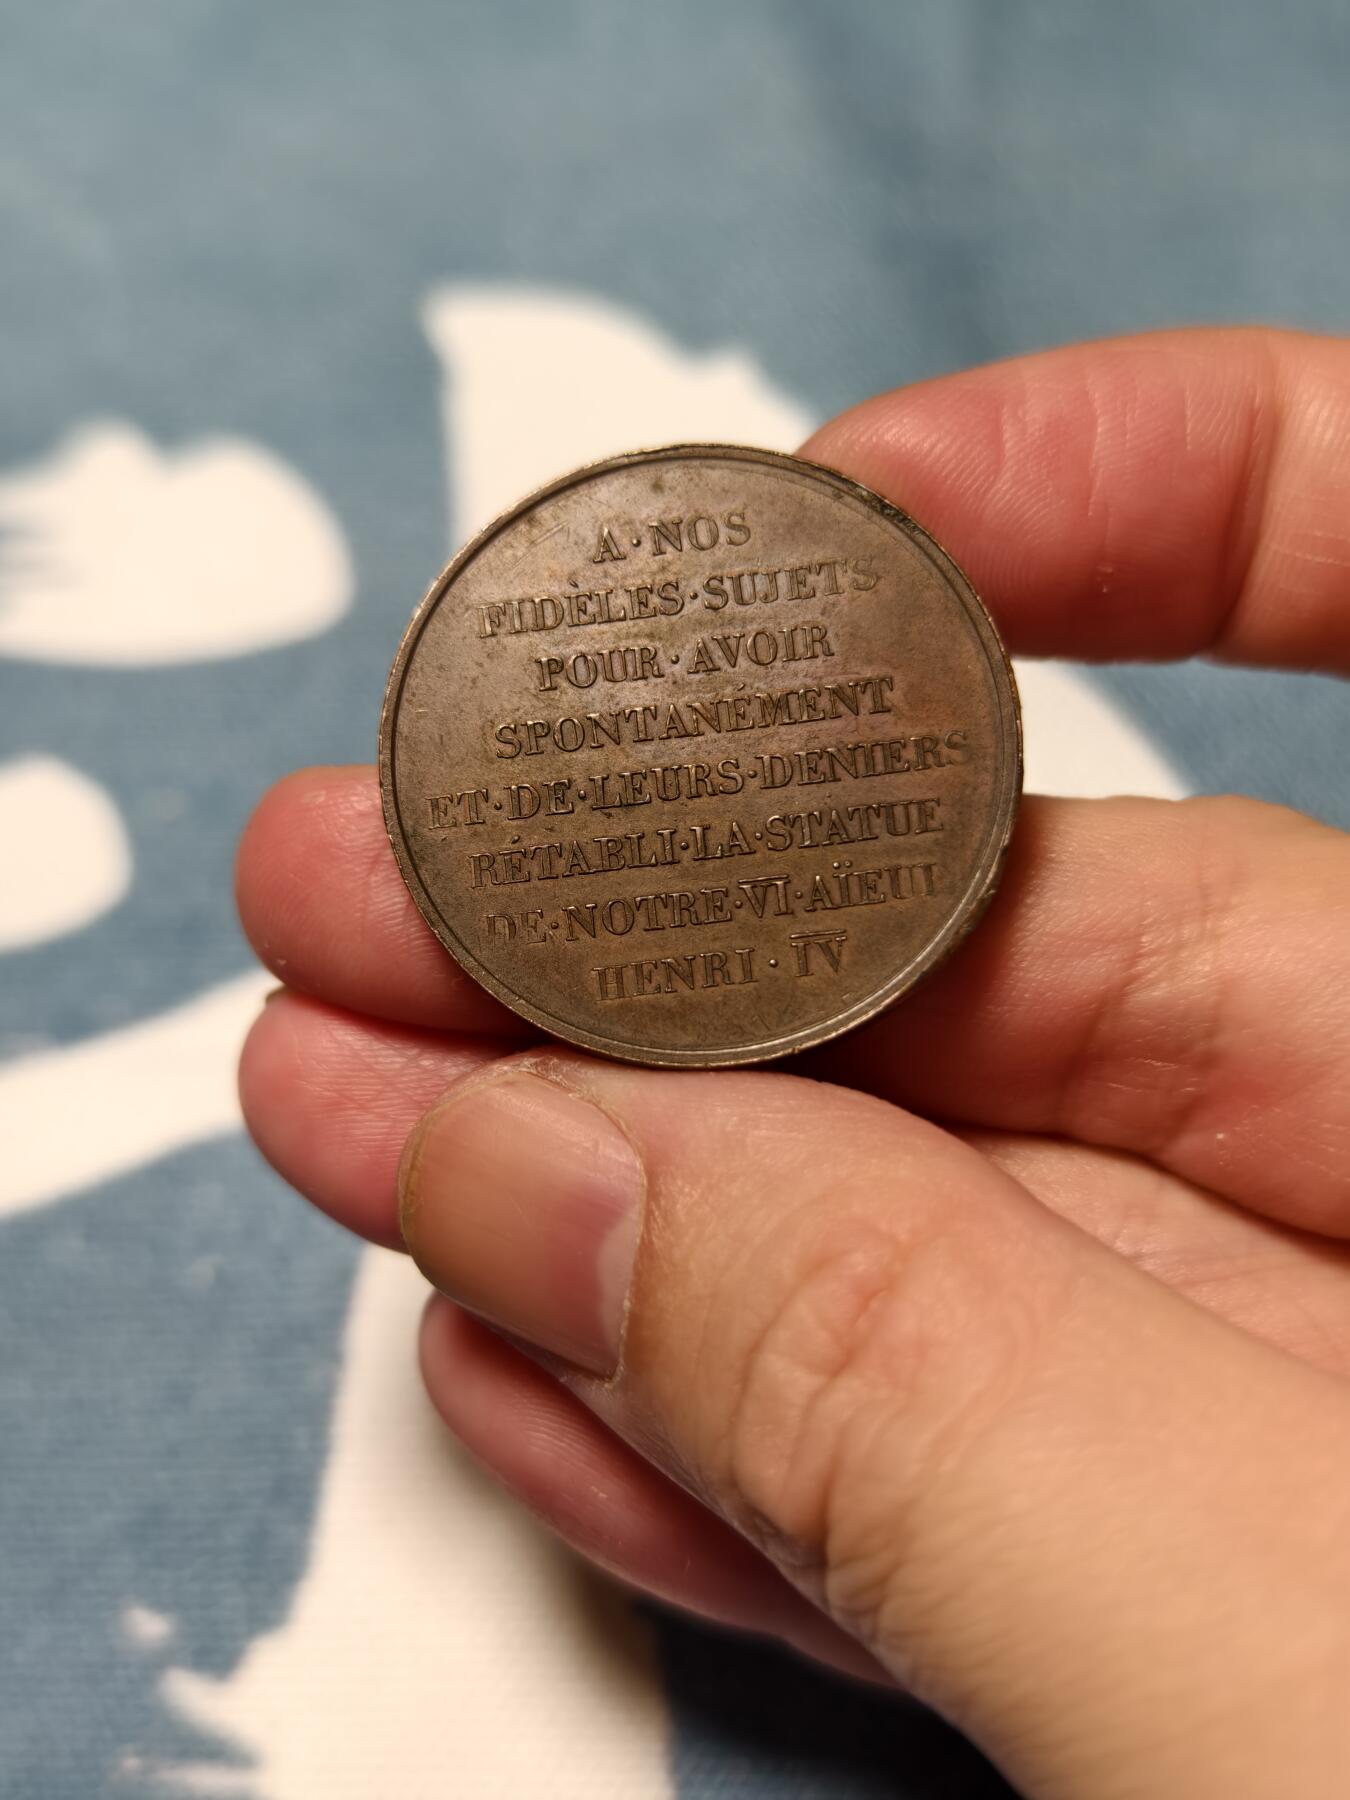 A·NOS
FIDÈLES·SUJETS
POUR·AVOIR
SPONTANÉMENT
ET·DE·LEURS·DENIERS
RÉTABLI·LA·STATUE
DE·NOTRE·VI·AÏEUL
HENRI·IV